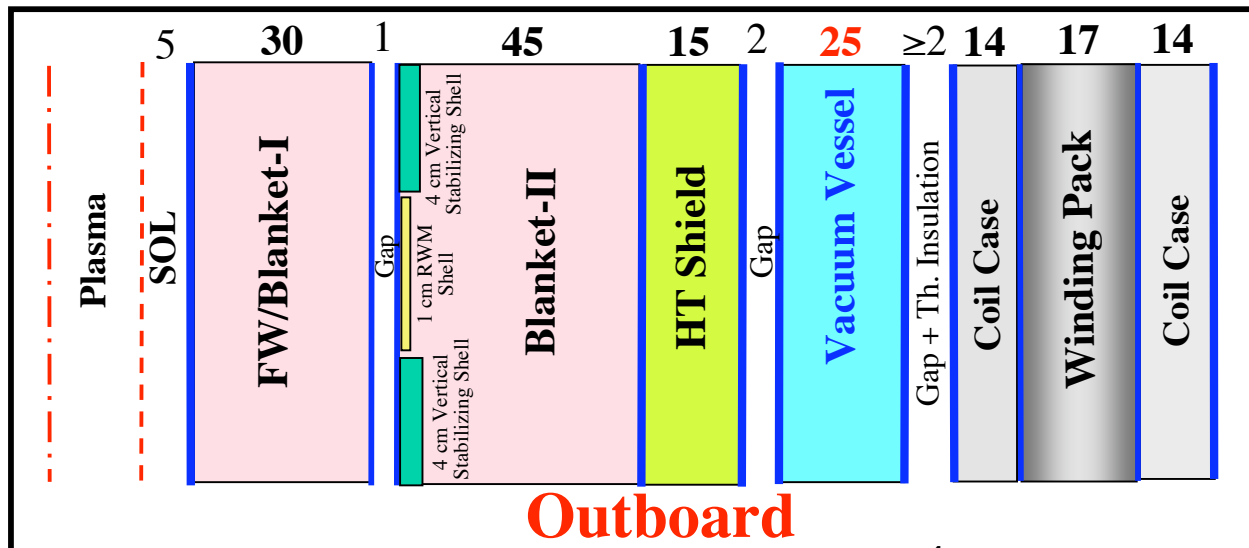 5 30 1 45 15 2 25 ≥2 14 17 14
Plasma
SOL
FW/Blanket-I
Gap
4 cm Vertical
Stabilizing Shell
1 cm RWM
Shell
4 cm Vertical
Stabilizing Shell
Blanket-II
HT Shield
Gap
Vacuum Vessel
Gap + Th. Insulation
Coil Case
Winding Pack
Coil Case
Outboard